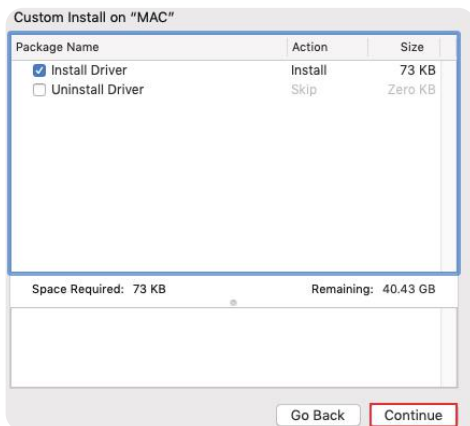 Custom Install on “MAC”
Package Name Action Size
Install Driver Install 73 KB
Uninstall Driver Skip Zero KB
Space Required: 73 KB Remaining: 40.43 GB
Go Back Continue